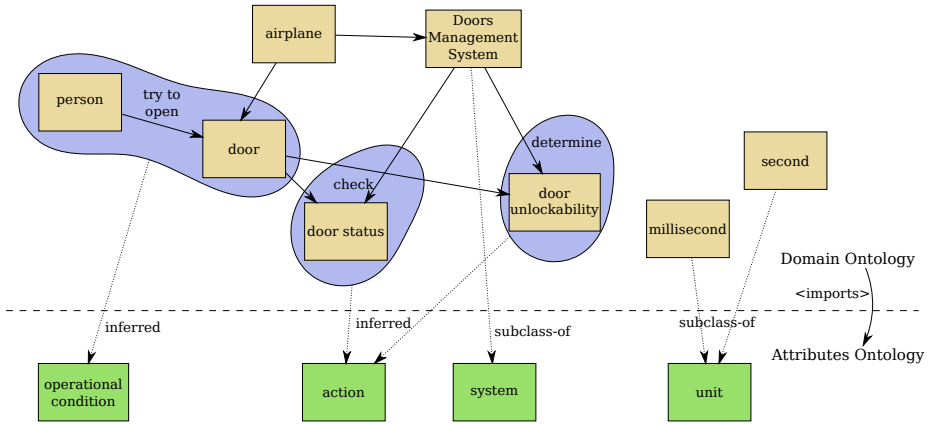 airplane
Doors
Management
System
person
try to
open
door
determine
second
check
door
unlockability
door status
millisecond
Domain Ontology
<imports>
inferred
inferred
subclass-of
subclass-of
Attributes Ontology
operational
condition
action
system
unit